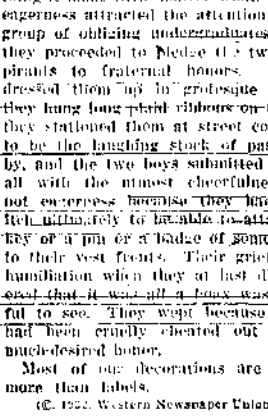 eagerness attracted the attention
group of obliging undergraduates
they proceeded to pledge the tw
pirants to fraternal honors.
dressed them up in grotesque
they hung long plaid ribbons on t
they stationed them at street co
to be the laughing stock of pas
by, and the two boys submitted
all with the utmost cheerfulne
not eagerness because they had
ultimately to be able to att
key or a pin or a badge of some
to their vest fronts. Their grief
humiliation when they at last d
ered that it was all a hoax was
ful to see. They wept because
had been cruelly cheated out
much-desired honor.
Most of our decorations are
more than labels.
Western Newspaper Union